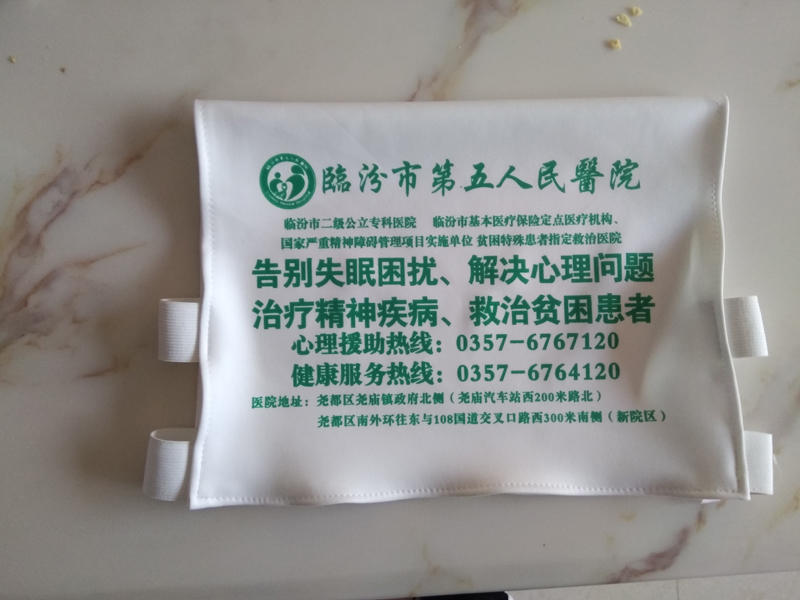 臨汾市第五人民醫院
临汾市二级公立专科医院 临汾市基本医疗保险定点医疗机构、
国家严重精神障碍管理项目实施单位 贫困特殊患者指定救治医院
告别失眠困扰、解决心理问题
治疗精神疾病、救治贫困患者
心理援助热线：0357-6767120
健康服务热线：0357-6764120
医院地址：尧都区尧庙镇政府北侧（尧庙汽车站西200米路北）
尧都区南外环往东与108国道交叉口路西300米南侧（新院区）